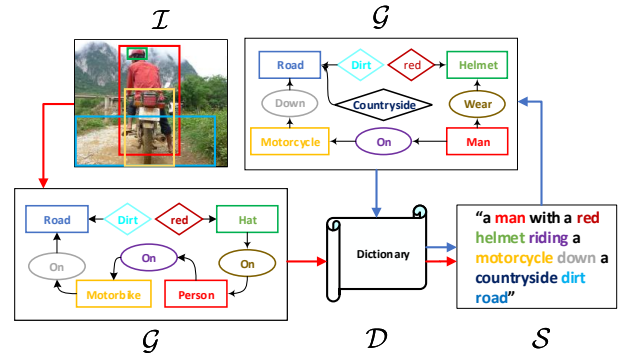 I
G
Road
Dirt
red
Helmet
Down
Countryside
Wear
Motorcycle
On
Man
Road
Dirt
red
Hat
On
On
On
Motorbike
Person
Dictionary
“a man with a red
helmet riding a
motorcycle down a
countryside dirt
road”
G
D
S